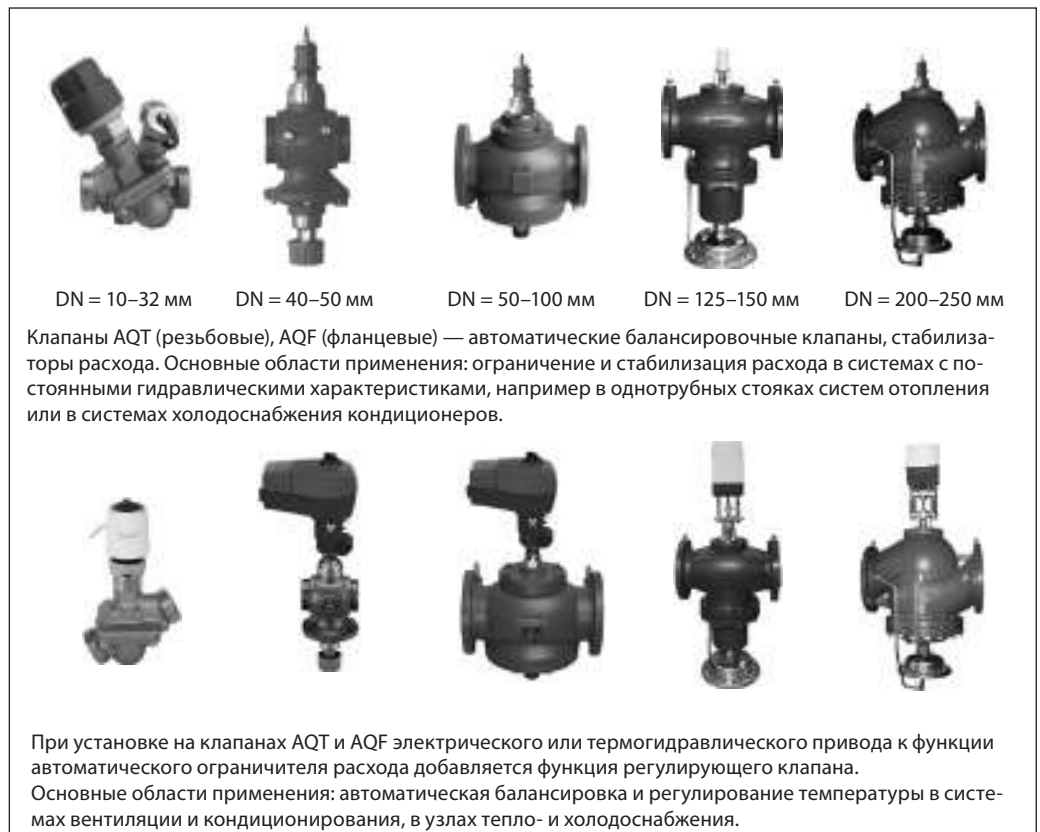 DN = 10–32 мм DN = 40–50 мм DN = 50–100 мм DN = 125–150 мм DN = 200–250 мм
Клапаны AQT (резьбовые), AQF (фланцевые) — автоматические балансировочные клапаны, стабилиза-
торы расхода. Основные области применения: ограничение и стабилизация расхода в системах с по-
стоянными гидравлическими характеристиками, например в однотрубных стояках систем отопления
или в системах холодоснабжения кондиционеров.
При установке на клапанах AQT и AQF электрического или термогидравлического привода к функции
автоматического ограничителя расхода добавляется функция регулирующего клапана.
Основные области применения: автоматическая балансировка и регулирование температуры в систе-
мах вентиляции и кондиционирования, в узлах тепло- и холодоснабжения.